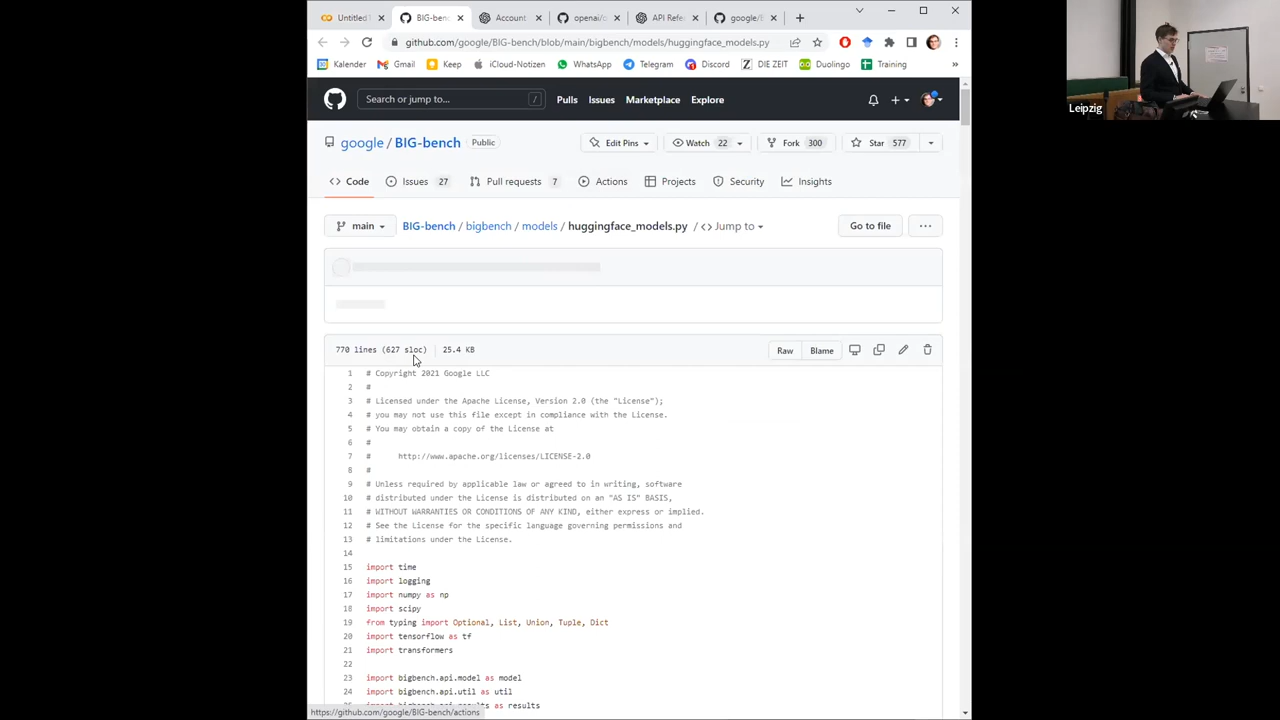 Untitled1
BIG-benc
Account
openai/o
API Refe
google/B
github.com/google/BIG-bench/blob/main/bigbench/models/huggingface_models.py
Kalender
Gmail
Keep
iCloud-Notizen
WhatsApp
Telegram
Discord
DIE ZEIT
Duolingo
Training
»
Search or jump to...
/
Pulls
Issues
Marketplace
Explore
google / BIG-bench
Public
Edit Pins
Watch 22
Fork 300
Star 577
Code
Issues 27
Pull requests 7
Actions
Projects
Security
Insights
main
BIG-bench / bigbench / models / huggingface_models.py / <> Jump to
Go to file
...
770 lines (627 sloc)
25.4 KB
Raw
Blame
1 # Copyright 2021 Google LLC
2 #
3 # Licensed under the Apache License, Version 2.0 (the "License");
4 # you may not use this file except in compliance with the License.
5 # You may obtain a copy of the License at
6 #
7 # http://www.apache.org/licenses/LICENSE-2.0
8 #
9 # Unless required by applicable law or agreed to in writing, software
10 # distributed under the License is distributed on an "AS IS" BASIS,
11 # WITHOUT WARRANTIES OR CONDITIONS OF ANY KIND, either express or implied.
12 # See the License for the specific language governing permissions and
13 # limitations under the License.
14
15 import time
16 import logging
17 import numpy as np
18 import scipy
19 from typing import Optional, List, Union, Tuple, Dict
20 import tensorflow as tf
21 import transformers
22
23 import bigbench.api.model as model
24 import bigbench.api.util as util
import bigbench.api.results as results
https://github.com/google/BIG-bench/actions
Leipzig